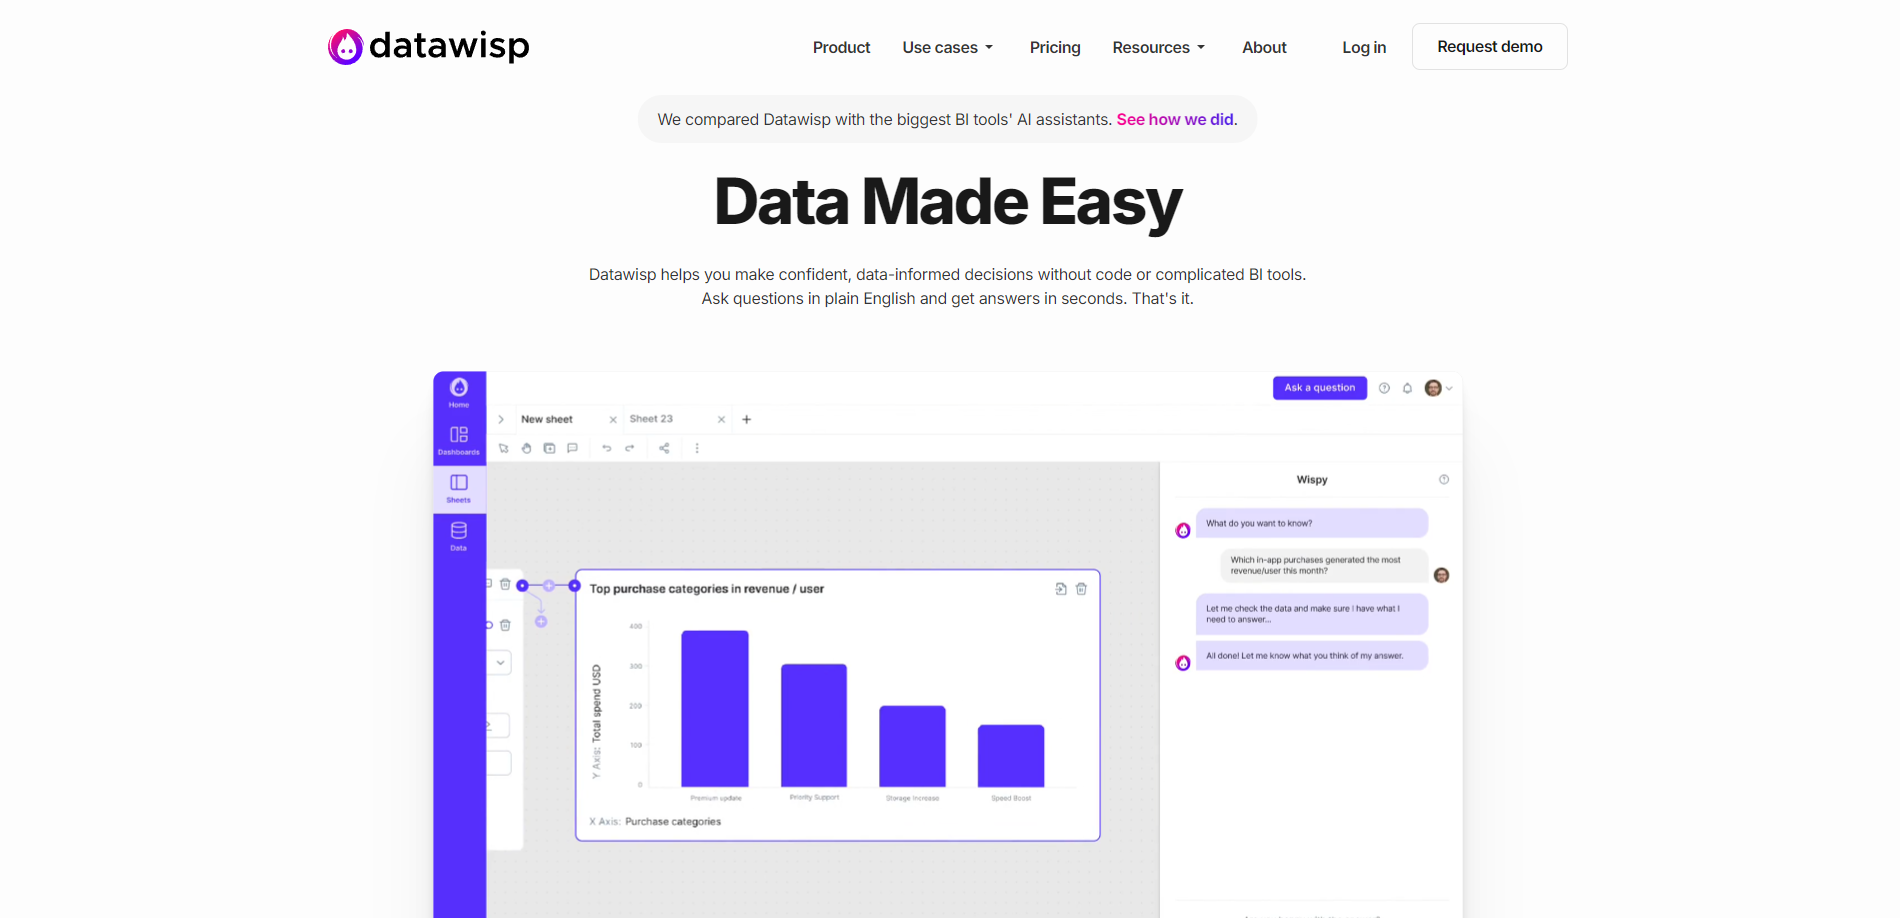 datawisp
Product
Use cases
Pricing
Resources
About
Log in
Request demo
We compared Datawisp with the biggest BI tools' AI assistants. See how we did.
Data Made Easy
Datawisp helps you make confident, data-informed decisions without code or complicated BI tools.
Ask questions in plain English and get answers in seconds. That's it.
Home
Dashboards
Sheets
Data
Ask a question
New sheet
Sheet 23
Top purchase categories in revenue / user
400
300
200
100
0
Y Axis: Total spend USD
Premium update
Priority Support
Storage Increase
Speed Boost
X Axis: Purchase categories
Wispy
What do you want to know?
Which in-app purchases generated the most
revenue/user this month?
Let me check the data and make sure I have what I
need to answer...
All done! Let me know what you think of my answer.